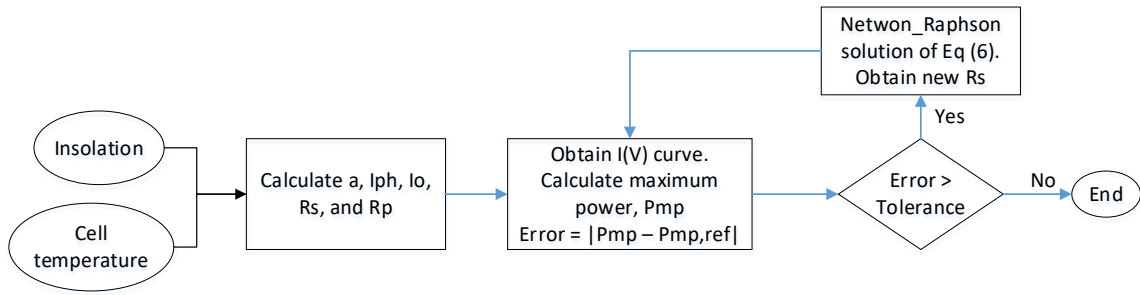 Netwon_Raphson
solution of Eq (6).
Obtain new Rs
Yes
Insolation
Cell
temperature
Calculate a, Iph, Io,
Rs, and Rp
Obtain I(V) curve.
Calculate maximum
power, Pmp
Error = |Pmp – Pmp,ref|
Error >
Tolerance
No
End